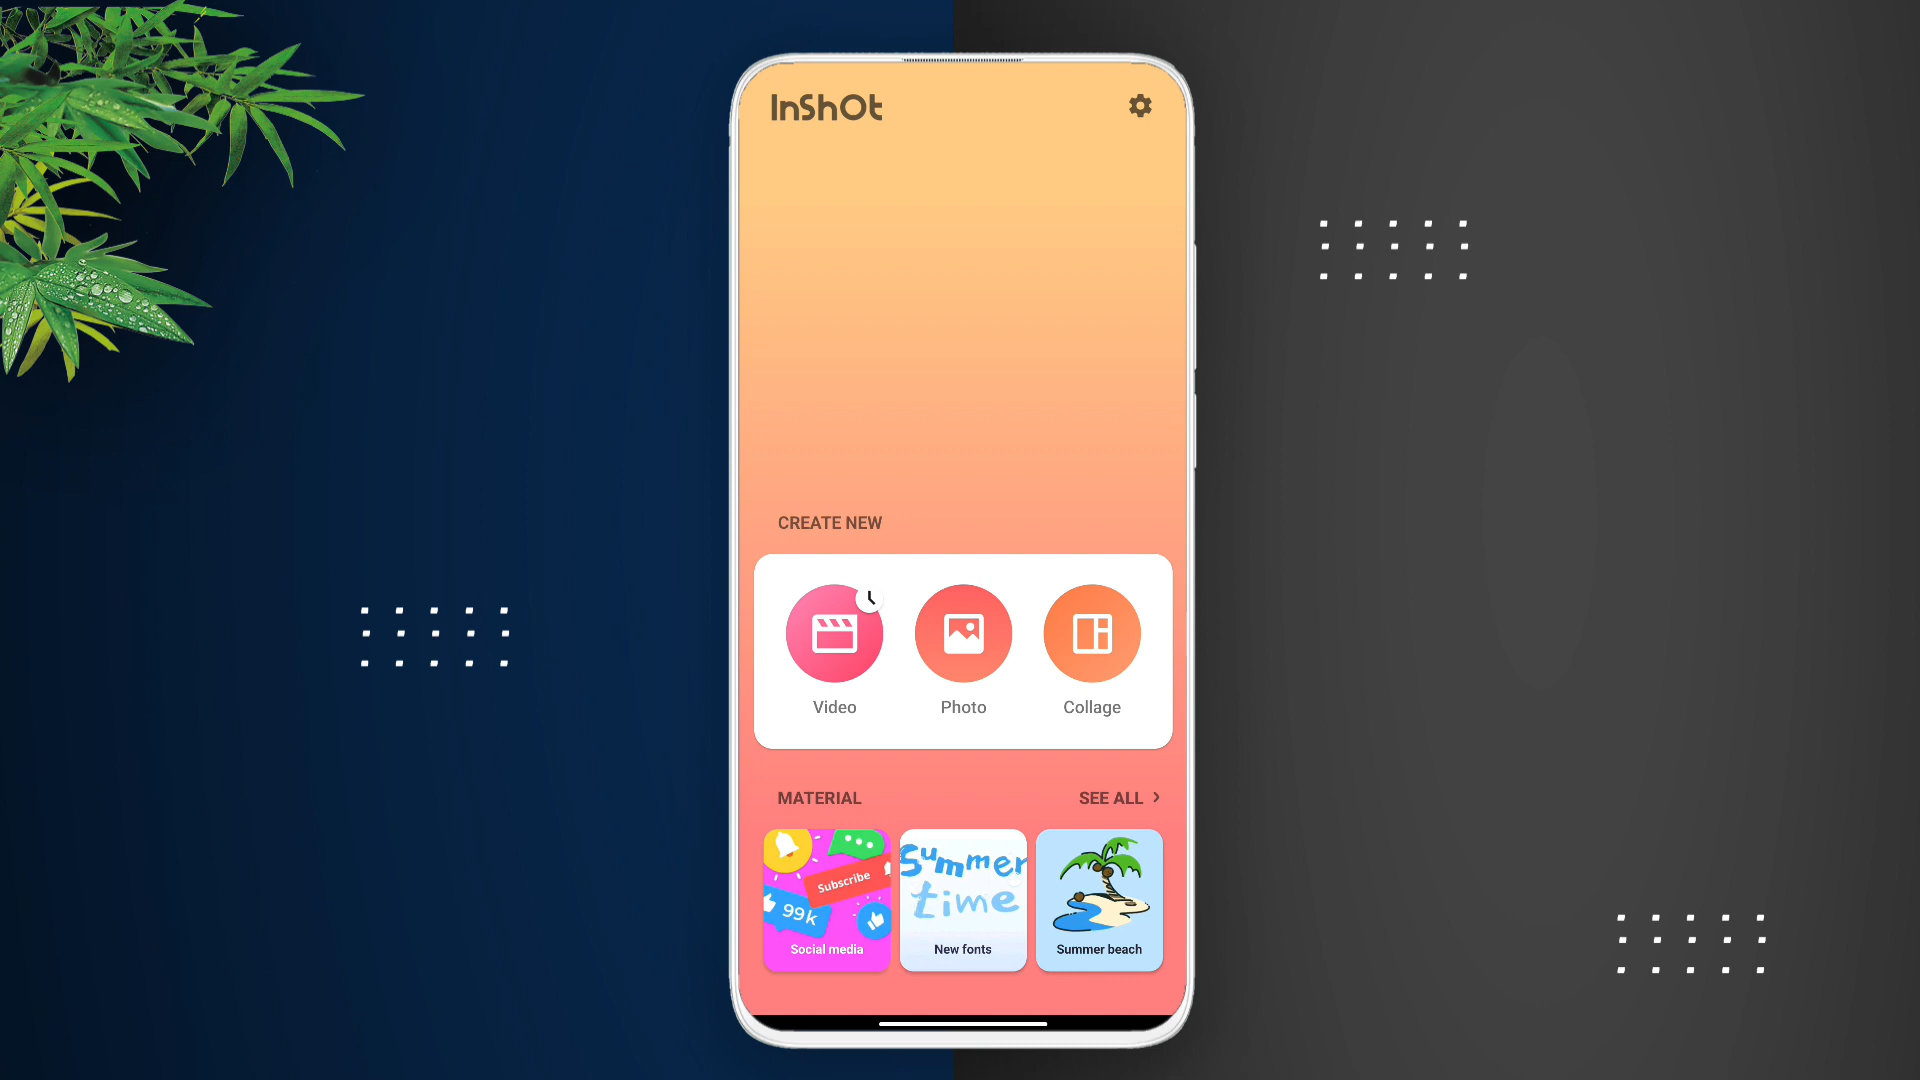 InShOt
CREATE NEW
Video
Photo
Collage
MATERIAL
SEE ALL >
Subscribe
99k
Social media
Summer
time
New fonts
Summer beach